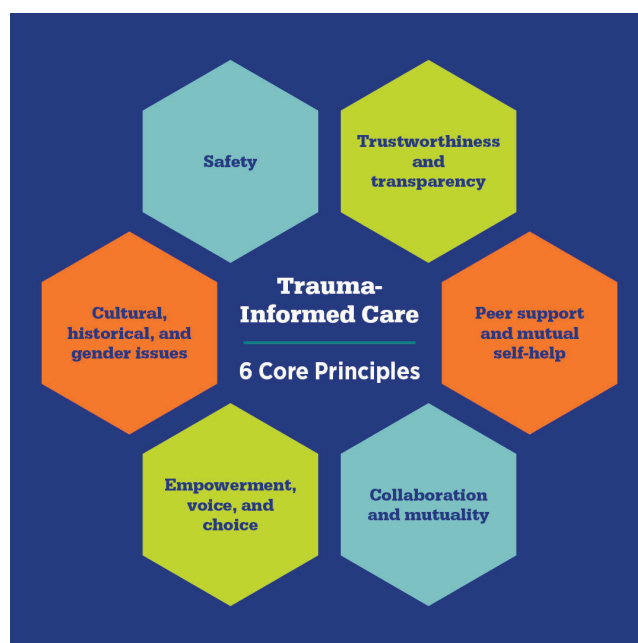 Safety
Trustworthiness
and
transparency
Cultural,
historical, and
gender issues
Trauma-
Informed Care
6 Core Principles
Peer support
and mutual
self-help
Empowerment,
voice, and
choice
Collaboration
and mutuality